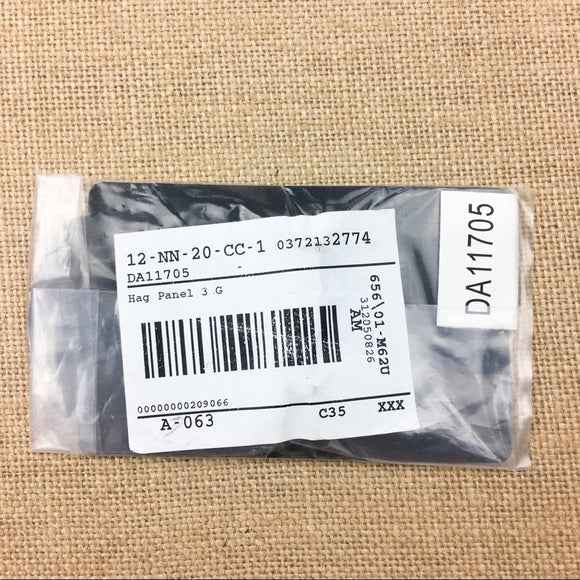 12-NN-20-CC-1 0372132774
DA11705 -
Hag Panel 3.G
656\01-M62U
312050826
AM
00000000209066
A-063 C35 XXX
DA11705